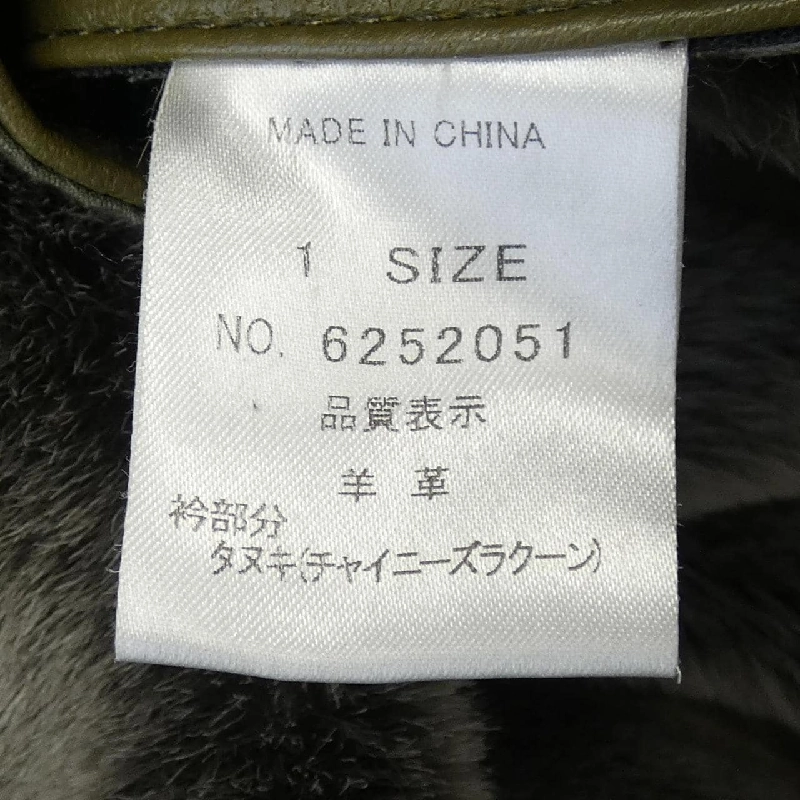 MADE IN CHINA
1 SIZE
NO. 6252051
品質表示
羊 革
衿部分
タヌキ(チャイニーズラクーン)